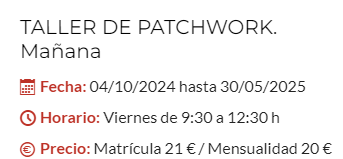 TALLER DE PATCHWORK.
Mañana
Fecha: 04/10/2024 hasta 30/05/2025
Horario: Viernes de 9:30 a 12:30 h
Precio: Matrícula 21 € / Mensualidad 20 €